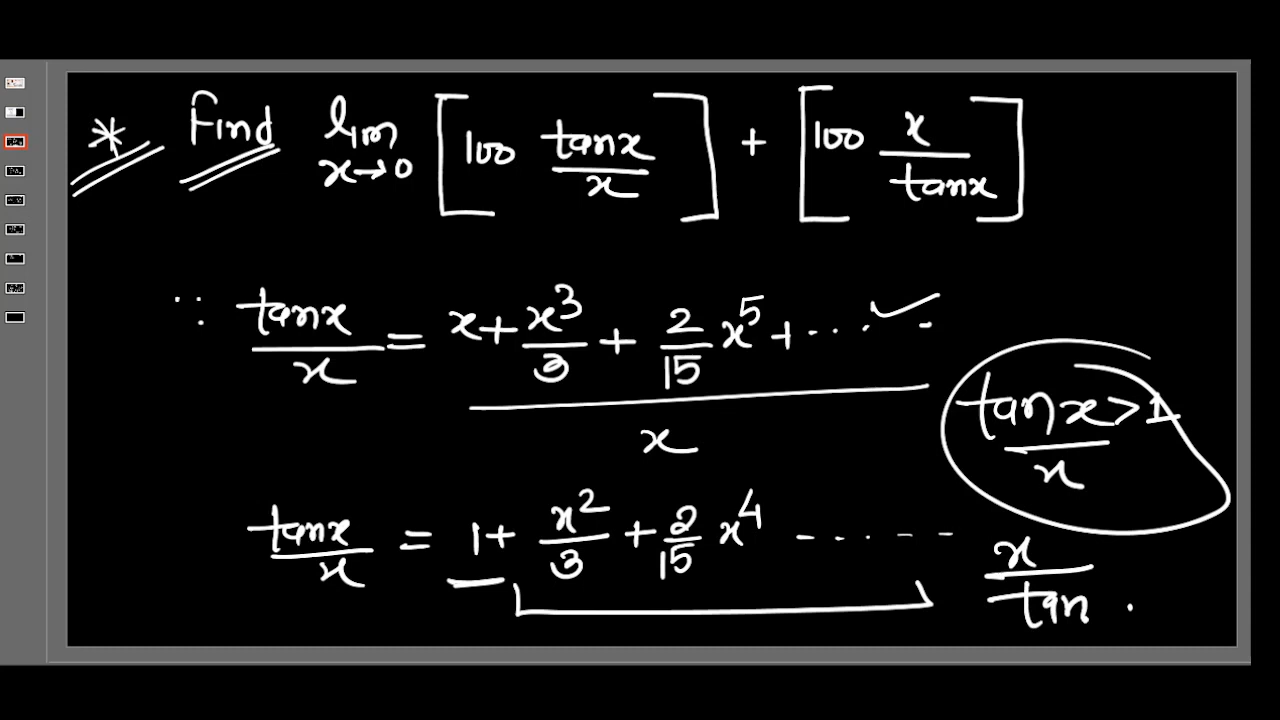 * Find lim x→0 [100 tanx/x] + [100 x/tanx]
∵ tanx/x = (x + x³/3 + 2/15 x⁵ + ....)/x
tanx/x > 1
tanx/x = 1 + x²/3 + 2/15 x⁴ ......
x/tan .